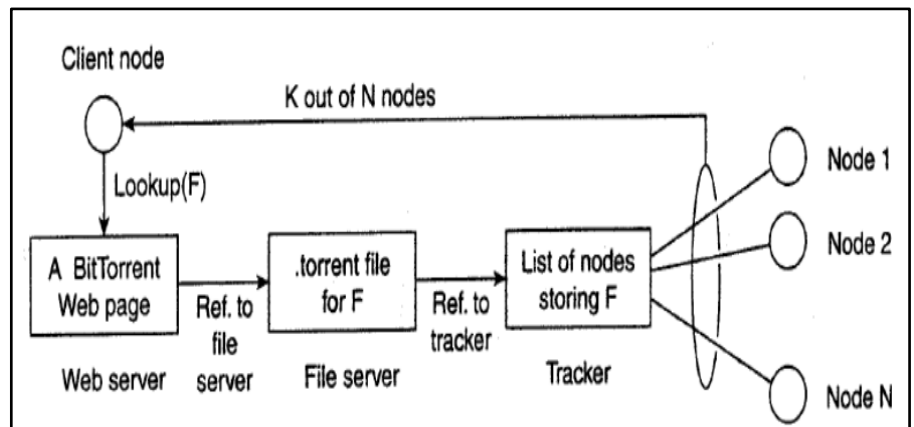 Client node
K out of N nodes
Node 1
Lookup(F)
Node 2
A BitTorrent
Web page
Ref. to
file
server
.torrent file
for F
Ref. to
tracker
List of nodes
storing F
Web server
File server
Tracker
Node N